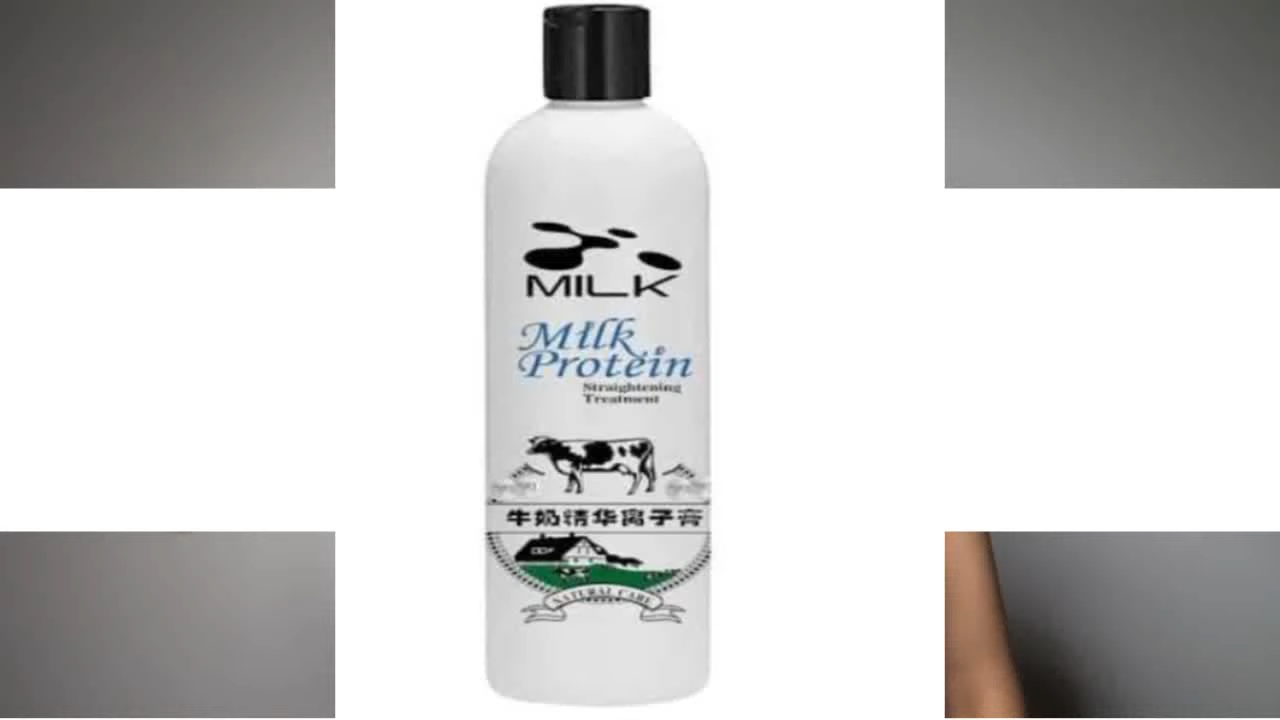 MILK
Milk
Protein
Straightening
Treatment
牛奶精华离子膏
NATURAL CARE